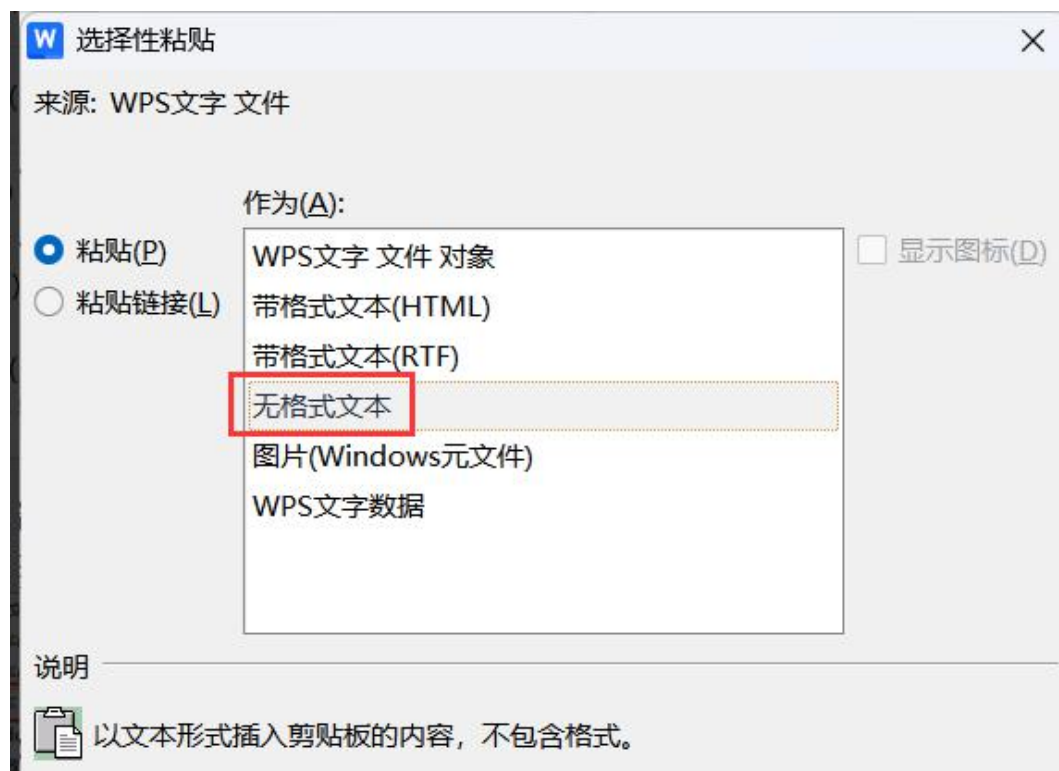 W 选择性粘贴
来源: WPS文字 文件
作为(A):
粘贴(P)
粘贴链接(L)
WPS文字 文件 对象
带格式文本(HTML)
带格式文本(RTF)
无格式文本
图片(Windows元文件)
WPS文字数据
显示图标(D)
说明
以文本形式插入剪贴板的内容，不包含格式。